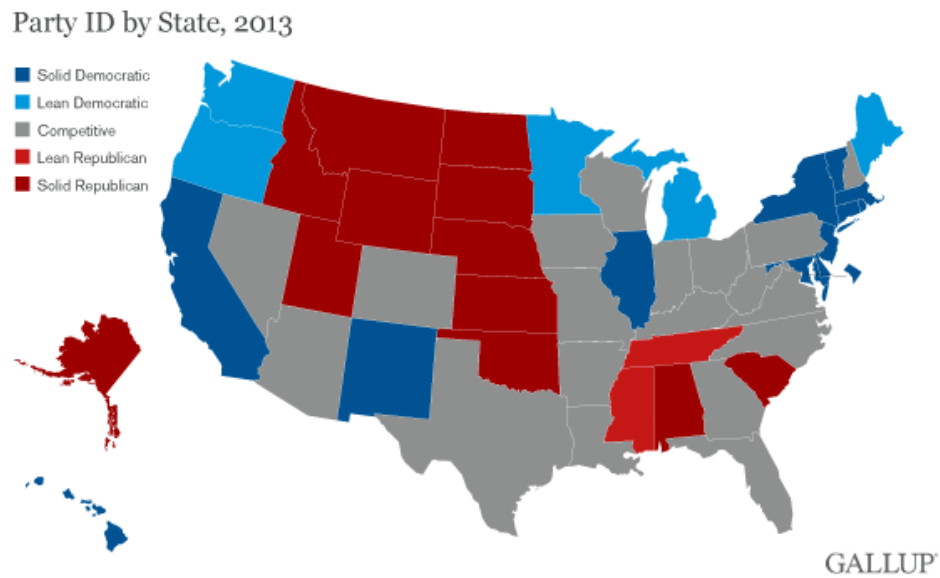 Party ID by State, 2013
Solid Democratic
Lean Democratic
Competitive
Lean Republican
Solid Republican
GALLUP®